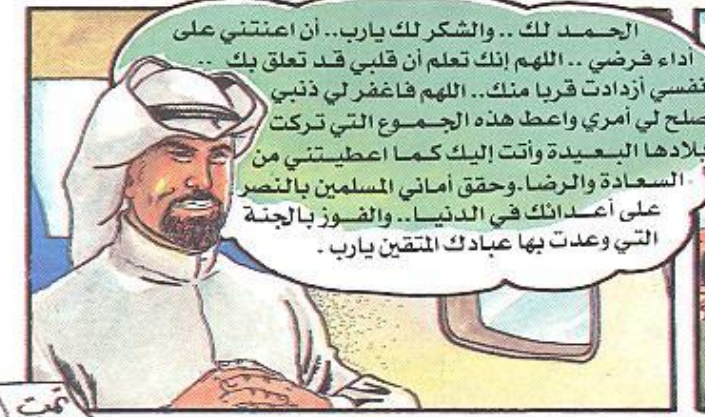 الحمد لك .. والشكر لك يارب.. أن اعنتني على
اداء فرضي .. اللهم إنك تعلم أن قلبي قد تعلق بك ..
نفسي أزدادت قربا منك.. اللهم فاغفر لي ذنبي
صلح لي أمري واعط هذه الجموع التي تركت
بلادها البعيدة وأتت إليك كما اعطيتني من
السعادة والرضا. وحقق أماني المسلمين بالنصر
على أعدائك في الدنيا.. والفوز بالجنة
التي وعدت بها عبادك المتقين يارب .
تمت